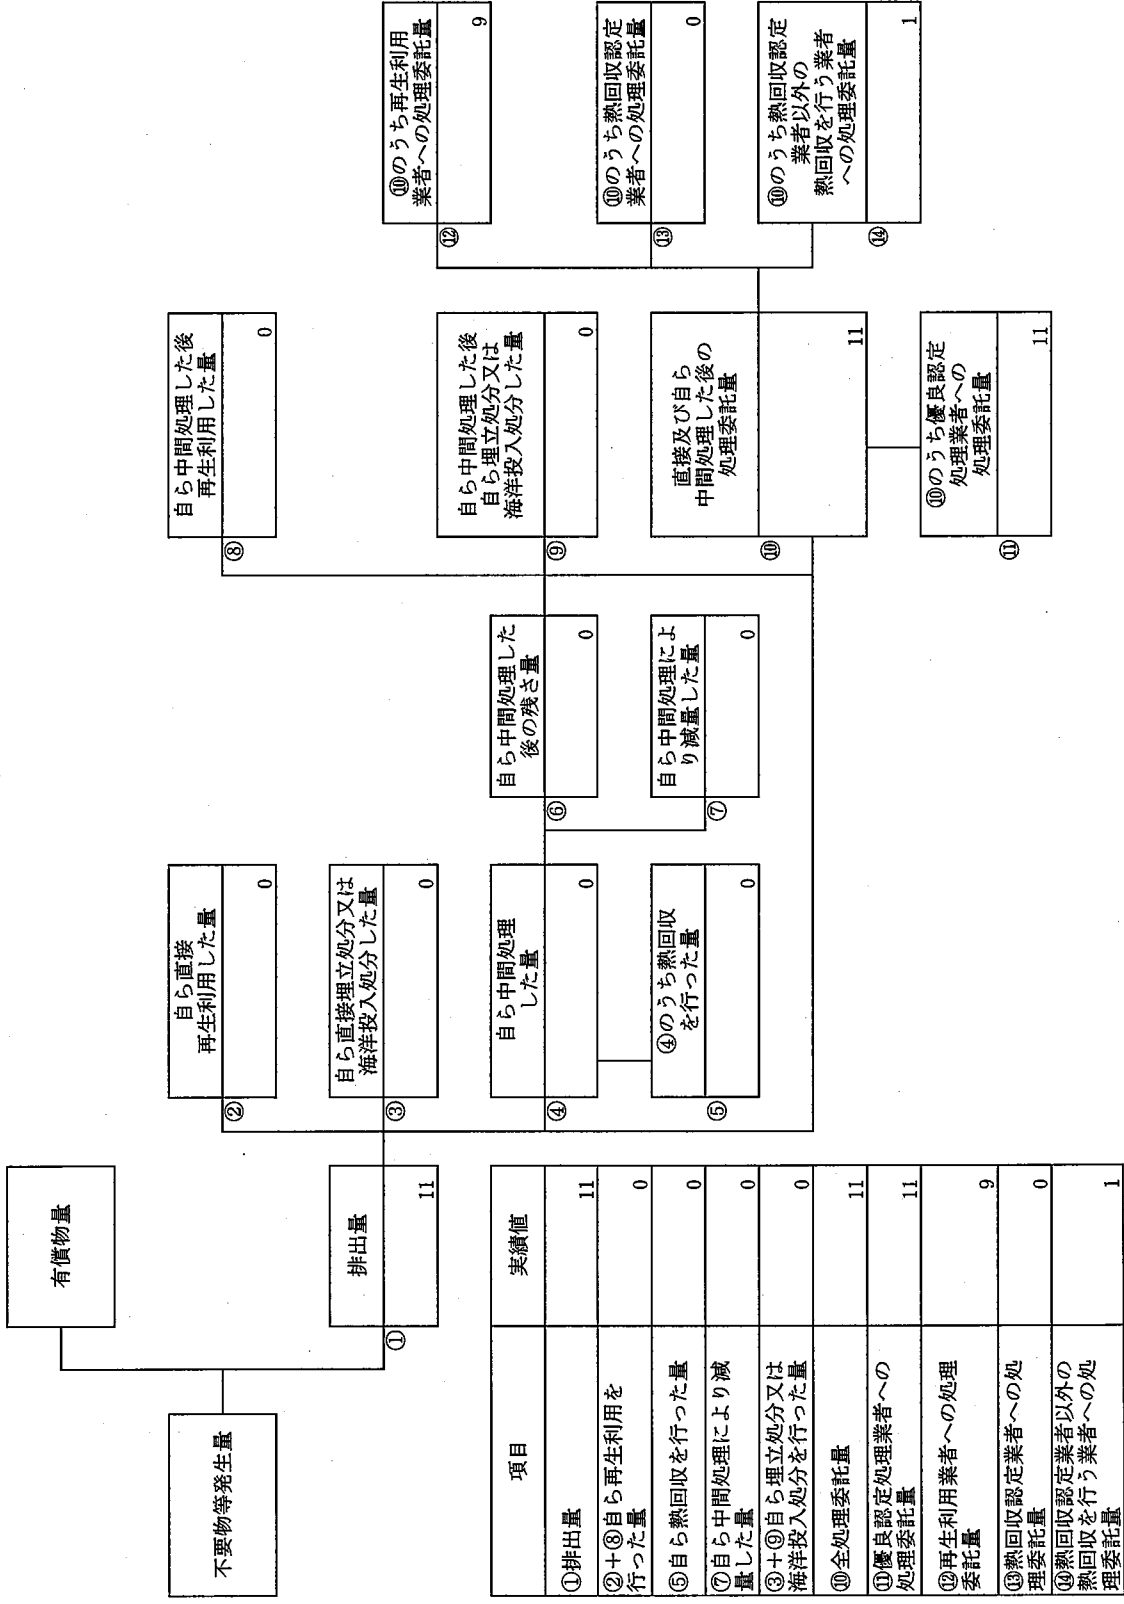 不要物等発生量
有償物量
①
排出量
11
②
自ら直接
再生利用した量
0
③
自ら直接埋立処分又は
海洋投入処分した量
0
④
自ら中間処理
した量
0
⑤
④のうち熱回収
を行った量
0
⑥
自ら中間処理した
後の残さ量
0
⑦
自ら中間処理によ
り減量した量
0
⑧
自ら中間処理した後
再生利用した量
0
⑨
自ら中間処理した後
自ら埋立処分又は
海洋投入処分した量
0
⑩
直接及び自ら
中間処理した後の
処理委託量
11
⑪
⑩のうち優良認定
処理業者への
処理委託量
11
⑫
⑩のうち再生利用
業者への処理委託量
9
⑬
⑩のうち熱回収認定
業者への処理委託量
0
⑭
⑩のうち熱回収認定
業者以外の
熱回収を行う業者
への処理委託量
1
項目
実績値
①排出量
11
②+⑧自ら再生利用を
行った量
0
⑤自ら熱回収を行った量
0
⑦自ら中間処理により減
量した量
0
③+⑨自ら埋立処分又は
海洋投入処分を行った量
0
⑩全処理委託量
11
⑪優良認定処理業者への
処理委託量
11
⑫再生利用業者への処理
委託量
9
⑬熱回収認定業者への処
理委託量
0
⑭熱回収認定業者以外の
熱回収を行う業者への処
理委託量
1